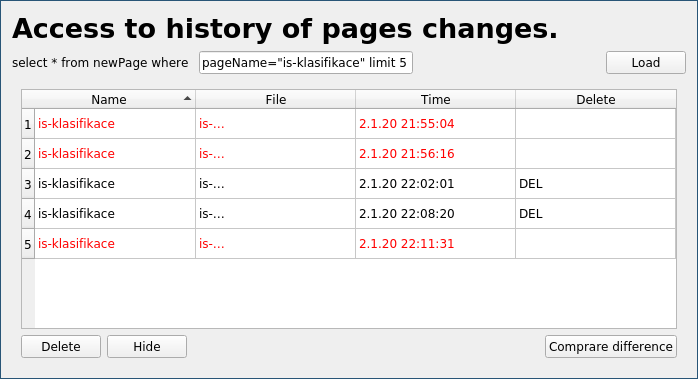 Access to history of pages changes.
select * from newPage where pageName="is-klasifikace" limit 5 Load
Name File Time Delete
1 is-klasifikace is-... 2.1.20 21:55:04
2 is-klasifikace is-... 2.1.20 21:56:16
3 is-klasifikace is-... 2.1.20 22:02:01 DEL
4 is-klasifikace is-... 2.1.20 22:08:20 DEL
5 is-klasifikace is-... 2.1.20 22:11:31
Delete Hide Comprare difference